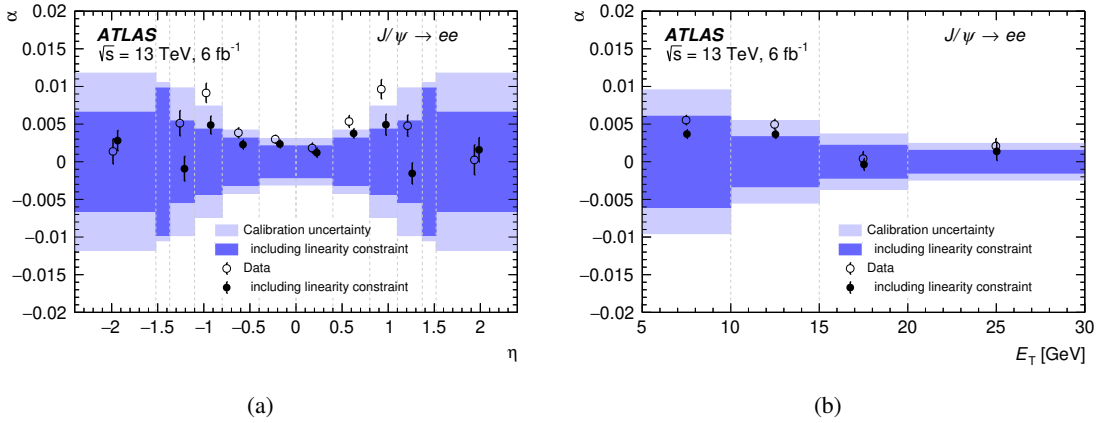 α
0.02
0.015
0.01
0.005
0
−0.005
−0.01
−0.015
−0.02
ATLAS
√s = 13 TeV, 6 fb⁻¹
J/ψ → ee
Calibration uncertainty
including linearity constraint
Data
including linearity constraint
−2 −1.5 −1 −0.5 0 0.5 1 1.5 2
η
(a)
α
0.02
0.015
0.01
0.005
0
−0.005
−0.01
−0.015
−0.02
ATLAS
√s = 13 TeV, 6 fb⁻¹
J/ψ → ee
Calibration uncertainty
including linearity constraint
Data
including linearity constraint
5 10 15 20 25 30
E_T [GeV]
(b)